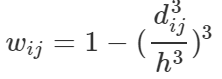 w_{ij} = 1 - (\frac{d_{ij}^3}{h^3})^3